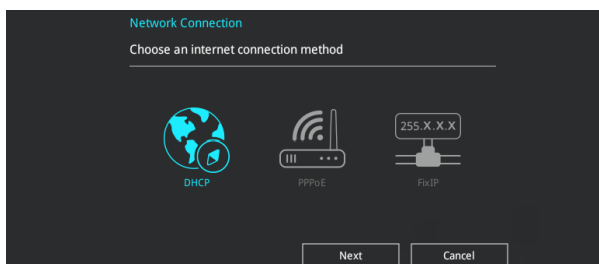 Network Connection
Choose an internet connection method
255.X.X.X
DHCP
PPPoE
FixIP
Next
Cancel